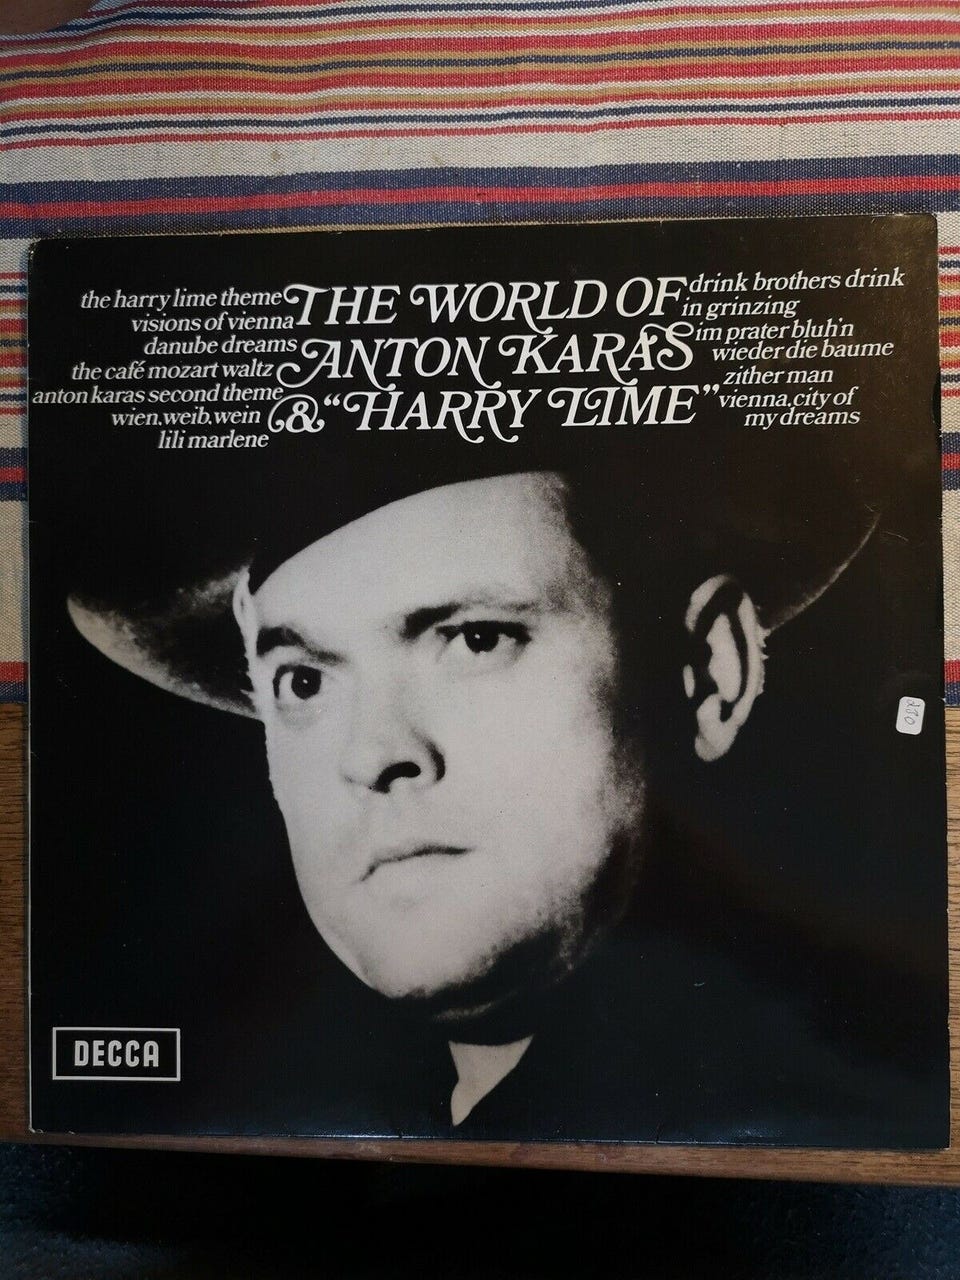 the harry lime theme
visions of vienna
danube dreams
the café mozart waltz
anton karas second theme
wien,weib,wein
lili marlene
THE WORLD OF
ANTON KARAS
& "HARRY LIME"
drink brothers drink
in grinzing
im prater bluh'n
wieder die baume
zither man
vienna,city of
my dreams
DECCA